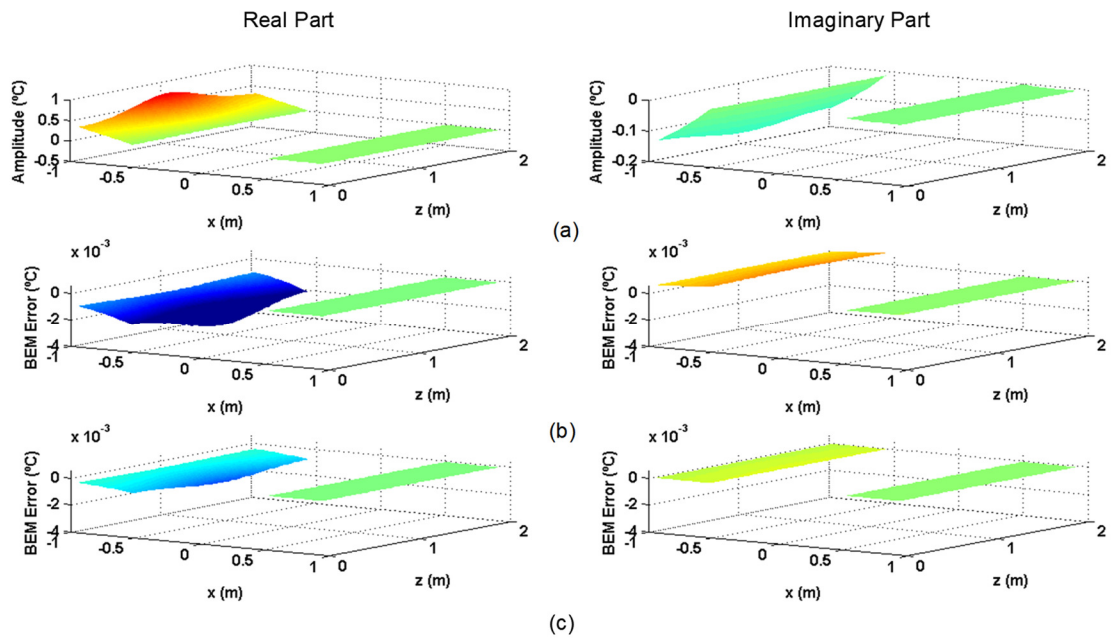 Real Part
Imaginary Part
Amplitude (ºC)
1
0.5
0
-0.5
-1
-0.5
0
0.5
1
x (m)
0
1
2
z (m)
Amplitude (ºC)
0
-0.1
-0.2
-1
-0.5
0
0.5
1
x (m)
0
1
2
z (m)
(a)
x 10-3
BEM Error (ºC)
0
-2
-4
-1
-0.5
0
0.5
1
x (m)
0
1
2
z (m)
x 10-3
BEM Error (ºC)
0
-2
-4
-1
-0.5
0
0.5
1
x (m)
0
1
2
z (m)
(b)
x 10-3
BEM Error (ºC)
0
-2
-4
-1
-0.5
0
0.5
1
x (m)
0
1
2
z (m)
x 10-3
BEM Error (ºC)
0
-2
-4
-1
-0.5
0
0.5
1
x (m)
0
1
2
z (m)
(c)